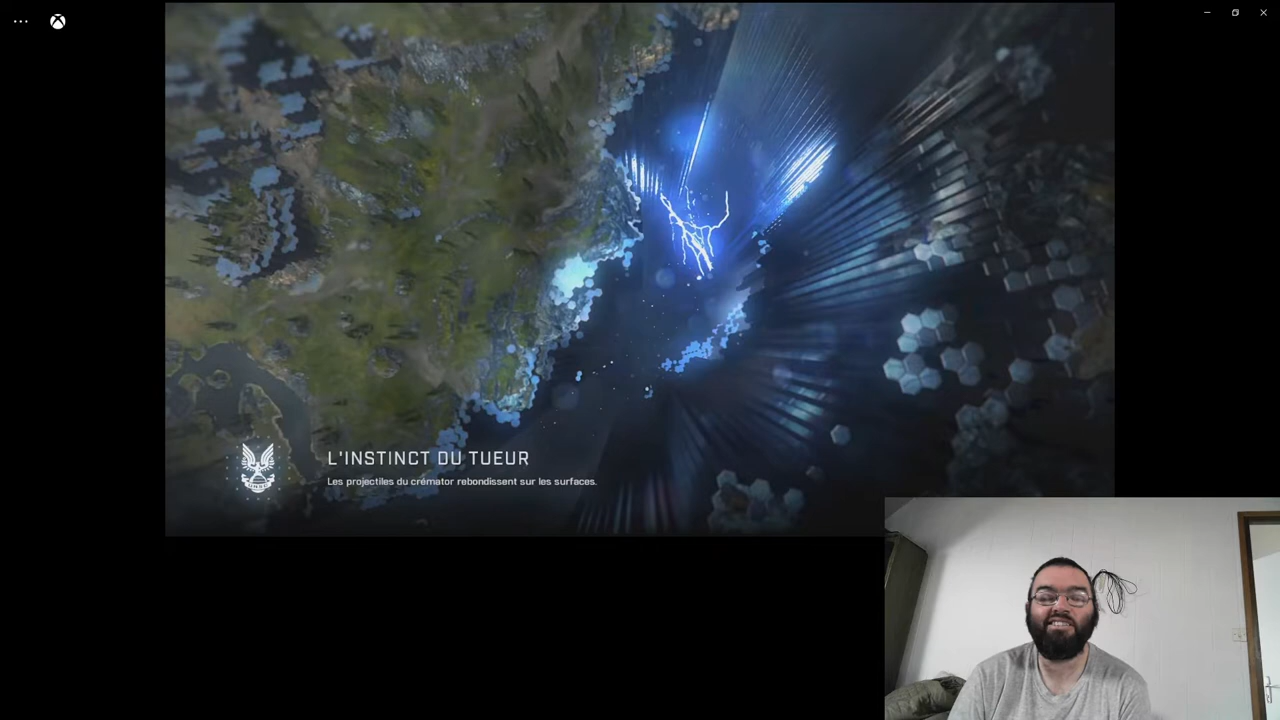 L'INSTINCT DU TUEUR
Les projectiles du crémator rebondissent sur les surfaces.